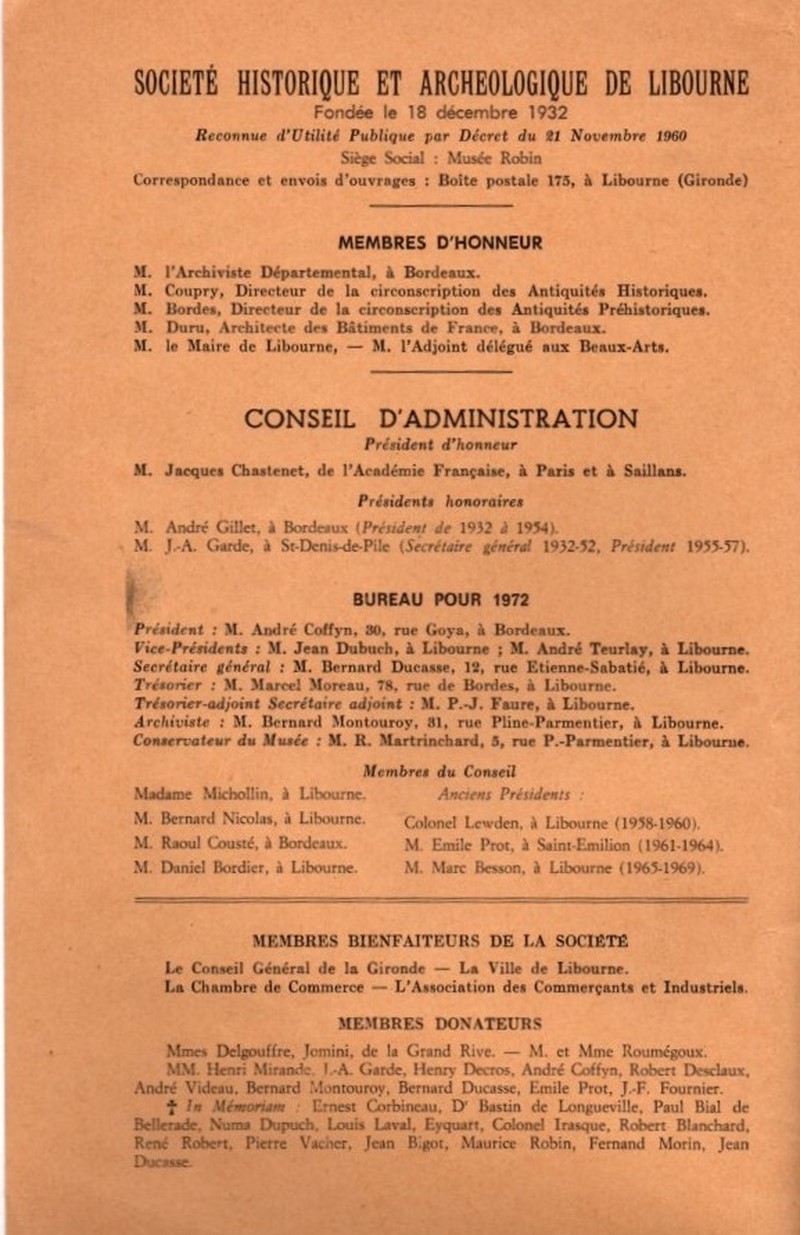 SOCIETÉ HISTORIQUE ET ARCHEOLOGIQUE DE LIBOURNE
Fondée le 18 décembre 1932
Reconnue d'Utilité Publique par Décret du 21 Novembre 1960
Siège Social : Musée Robin
Correspondance et envois d'ouvrages : Boîte postale 175, à Libourne (Gironde)
MEMBRES D'HONNEUR
M. l'Archiviste Départemental, à Bordeaux.
M. Coupry, Directeur de la circonscription des Antiquités Historiques.
M. Bordes, Directeur de la circonscription des Antiquités Préhistoriques.
M. Duru, Architecte des Bâtiments de France, à Bordeaux.
M. le Maire de Libourne, — M. l'Adjoint délégué aux Beaux-Arts.
CONSEIL D'ADMINISTRATION
Président d'honneur
M. Jacques Chastenet, de l'Académie Française, à Paris et à Saillans.
Présidents honoraires
M. André Gillet, à Bordeaux (Président de 1932 à 1954).
M. J.-A. Garde, à St-Denis-de-Pile (Secrétaire général 1932-52, Président 1955-57).
BUREAU POUR 1972
Président : M. André Coffyn, 30, rue Goya, à Bordeaux.
Vice-Présidents : M. Jean Dubuch, à Libourne ; M. André Teurlay, à Libourne.
Secrétaire général : M. Bernard Ducasse, 12, rue Etienne-Sabatié, à Libourne.
Trésorier : M. Marcel Moreau, 78, rue de Bordes, à Libourne.
Trésorier-adjoint Secrétaire adjoint : M. P.-J. Faure, à Libourne.
Archiviste : M. Bernard Montouroy, 31, rue Pline-Parmentier, à Libourne.
Conservateur du Musée : M. R. Martrinchard, 5, rue P.-Parmentier, à Libourne.
Membres du Conseil
Madame Michollin, à Libourne.
M. Bernard Nicolas, à Libourne.
M. Raoul Cousté, à Bordeaux.
M. Daniel Bordier, à Libourne.
Anciens Présidents :
Colonel Lewden, à Libourne (1958-1960).
M. Emile Prot, à Saint-Emilion (1961-1964).
M. Marc Besson, à Libourne (1965-1969).
MEMBRES BIENFAITEURS DE LA SOCIÉTÉ
Le Conseil Général de la Gironde — La Ville de Libourne.
La Chambre de Commerce — L'Association des Commerçants et Industriels.
MEMBRES DONATEURS
Mmes Delgouffre, Jomini, de la Grand Rive. — M. et Mme Roumégoux.
MM. Henri Mirande, J.-A. Garde, Henry Decros, André Coffyn, Robert Desclaux,
André Videau, Bernard Montouroy, Bernard Ducasse, Emile Prot, J.-F. Fournier.
✝ In Mémoriam : Ernest Corbineau, Dr Bastin de Longueville, Paul Bial de
Bellerade, Numa Dupuch, Louis Laval, Eyquart, Colonel Irasque, Robert Blanchard,
René Robert, Pierre Vacher, Jean Bigot, Maurice Robin, Fernand Morin, Jean
Ducasse.